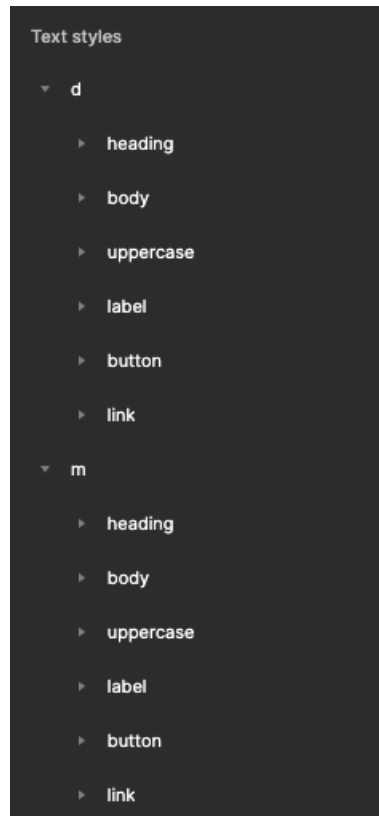 Text styles
d
heading
body
uppercase
label
button
link
m
heading
body
uppercase
label
button
link